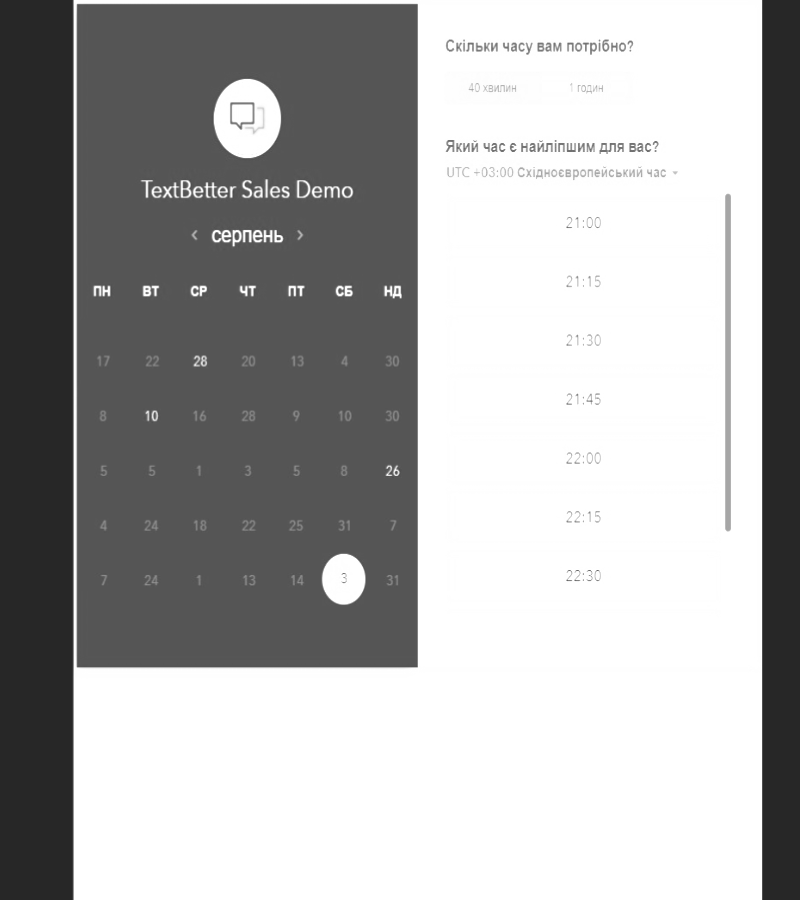 TextBetter Sales Demo
‹ серпень ›
ПН ВТ СР ЧТ ПТ СБ НД
17 22 28 20 13 4 30
8 10 16 28 9 10 30
5 5 1 3 5 8 26
4 24 18 22 25 31 7
7 24 1 13 14 3 31
Скільки часу вам потрібно?
40 хвилин 1 годин
Який час є найліпшим для вас?
UTC +03:00 Східноєвропейський час
21:00
21:15
21:30
21:45
22:00
22:15
22:30